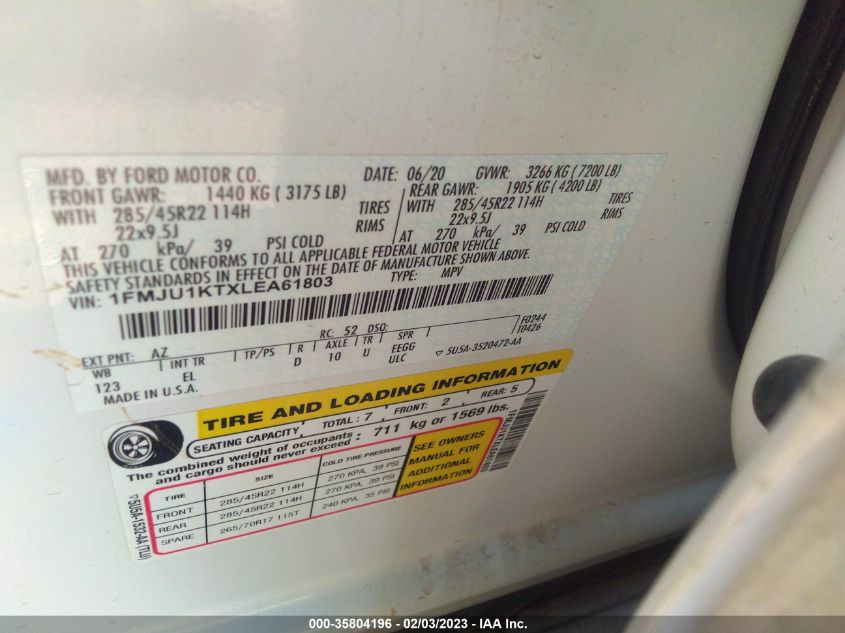 MFD. BY FORD MOTOR CO.
DATE: 06/20 GVWR: 3266 KG (7200 LB)
FRONT GAWR: 1440 KG (3175 LB)
REAR GAWR: 1905 KG (4200 LB)
WITH 285/45R22 114H TIRES
WITH 285/45R22 114H TIRES
22x9.5J RIMS
22x9.5J RIMS
AT 270 kPa/ 39 PSI COLD
AT 270 kPa/ 39 PSI COLD
THIS VEHICLE CONFORMS TO ALL APPLICABLE FEDERAL MOTOR VEHICLE
SAFETY STANDARDS IN EFFECT ON THE DATE OF MANUFACTURE SHOWN ABOVE.
VIN: 1FMJU1KTXLEA61803 TYPE: MPV
EXT PNT: AZ RC: 52 DSO: F0244
T0426
WB INT TR TP/PS R AXLE TR SPR
123 EL D 10 U EEGG
ULC ▽ 5U5A-3520472-AA
MADE IN U.S.A.
TIRE AND LOADING INFORMATION
SEATING CAPACITY TOTAL: 7 FRONT: 2 REAR: 5
The combined weight of occupants
and cargo should never exceed: 711 kg or 1569 lbs.
TIRE SIZE COLD TIRE PRESSURE
FRONT 285/45R22 114H 270 KPA, 39 PSI
REAR 285/45R22 114H 270 KPA, 39 PSI
SPARE 265/70R17 115T 240 KPA, 35 PSI
SEE OWNERS
MANUAL FOR
ADDITIONAL
INFORMATION
▽5U5A-1532-AA (TLU)
000-35804196 - 02/03/2023 - IAA Inc.